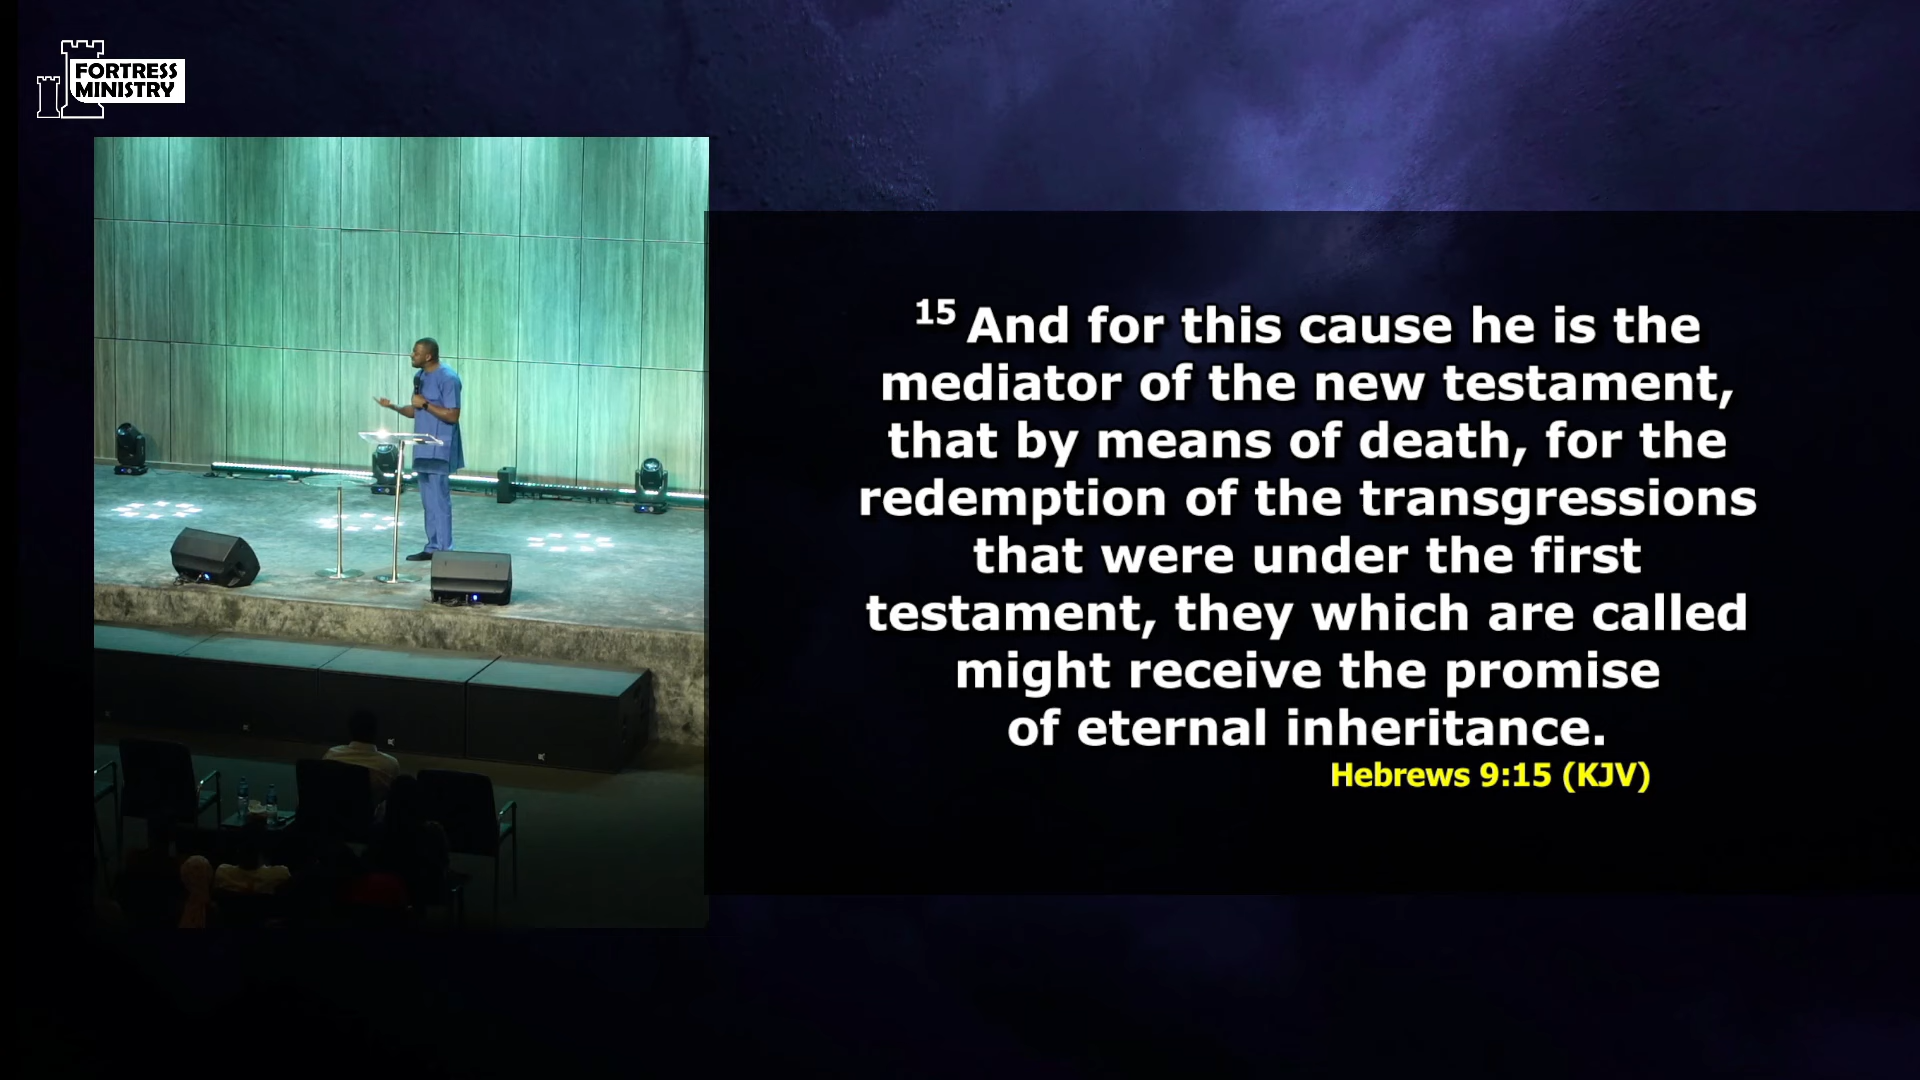 FORTRESS
MINISTRY
15 And for this cause he is the
mediator of the new testament,
that by means of death, for the
redemption of the transgressions
that were under the first
testament, they which are called
might receive the promise
of eternal inheritance.
Hebrews 9:15 (KJV)